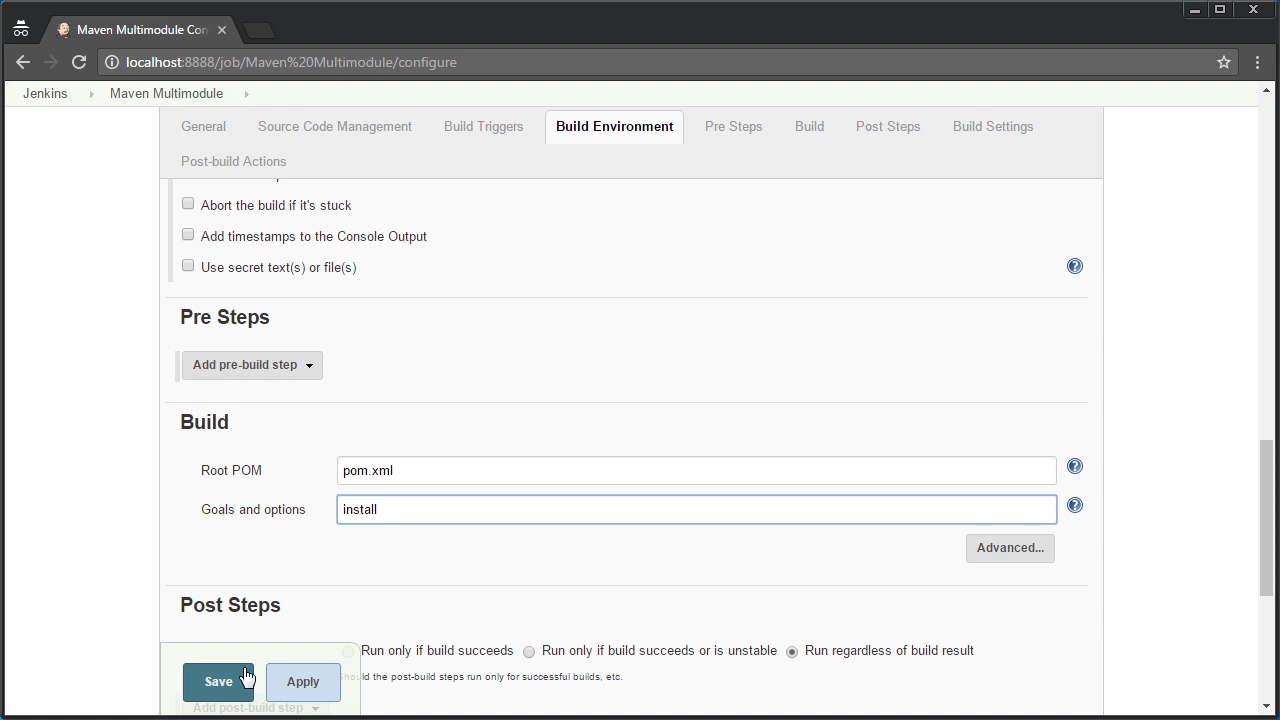 Maven Multimodule Con
localhost:8888/job/Maven%20Multimodule/configure
Jenkins Maven Multimodule
General Source Code Management Build Triggers Build Environment Pre Steps Build Post Steps Build Settings
Post-build Actions
Abort the build if it's stuck
Add timestamps to the Console Output
Use secret text(s) or file(s)
Pre Steps
Add pre-build step
Build
Root POM pom.xml
Goals and options install
Advanced...
Post Steps
Run only if build succeeds Run only if build succeeds or is unstable Run regardless of build result
Should the post-build steps run only for successful builds, etc.
Save Apply
Add post-build step